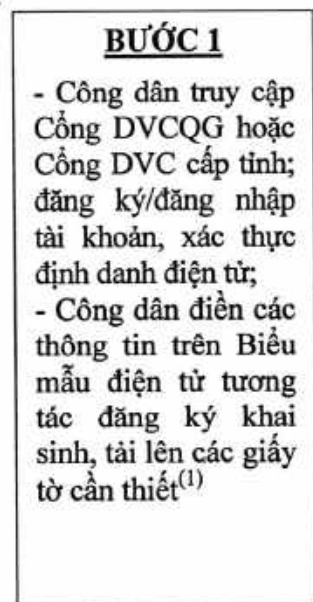 BƯỚC 1
- Công dân truy cập
Cổng DVCQG hoặc
Cổng DVC cấp tỉnh;
đăng ký/đăng nhập
tài khoản, xác thực
định danh điện tử;
- Công dân điền các
thông tin trên Biểu
mẫu điện tử tương
tác đăng ký khai
sinh, tải lên các giấy
tờ cần thiết(1)